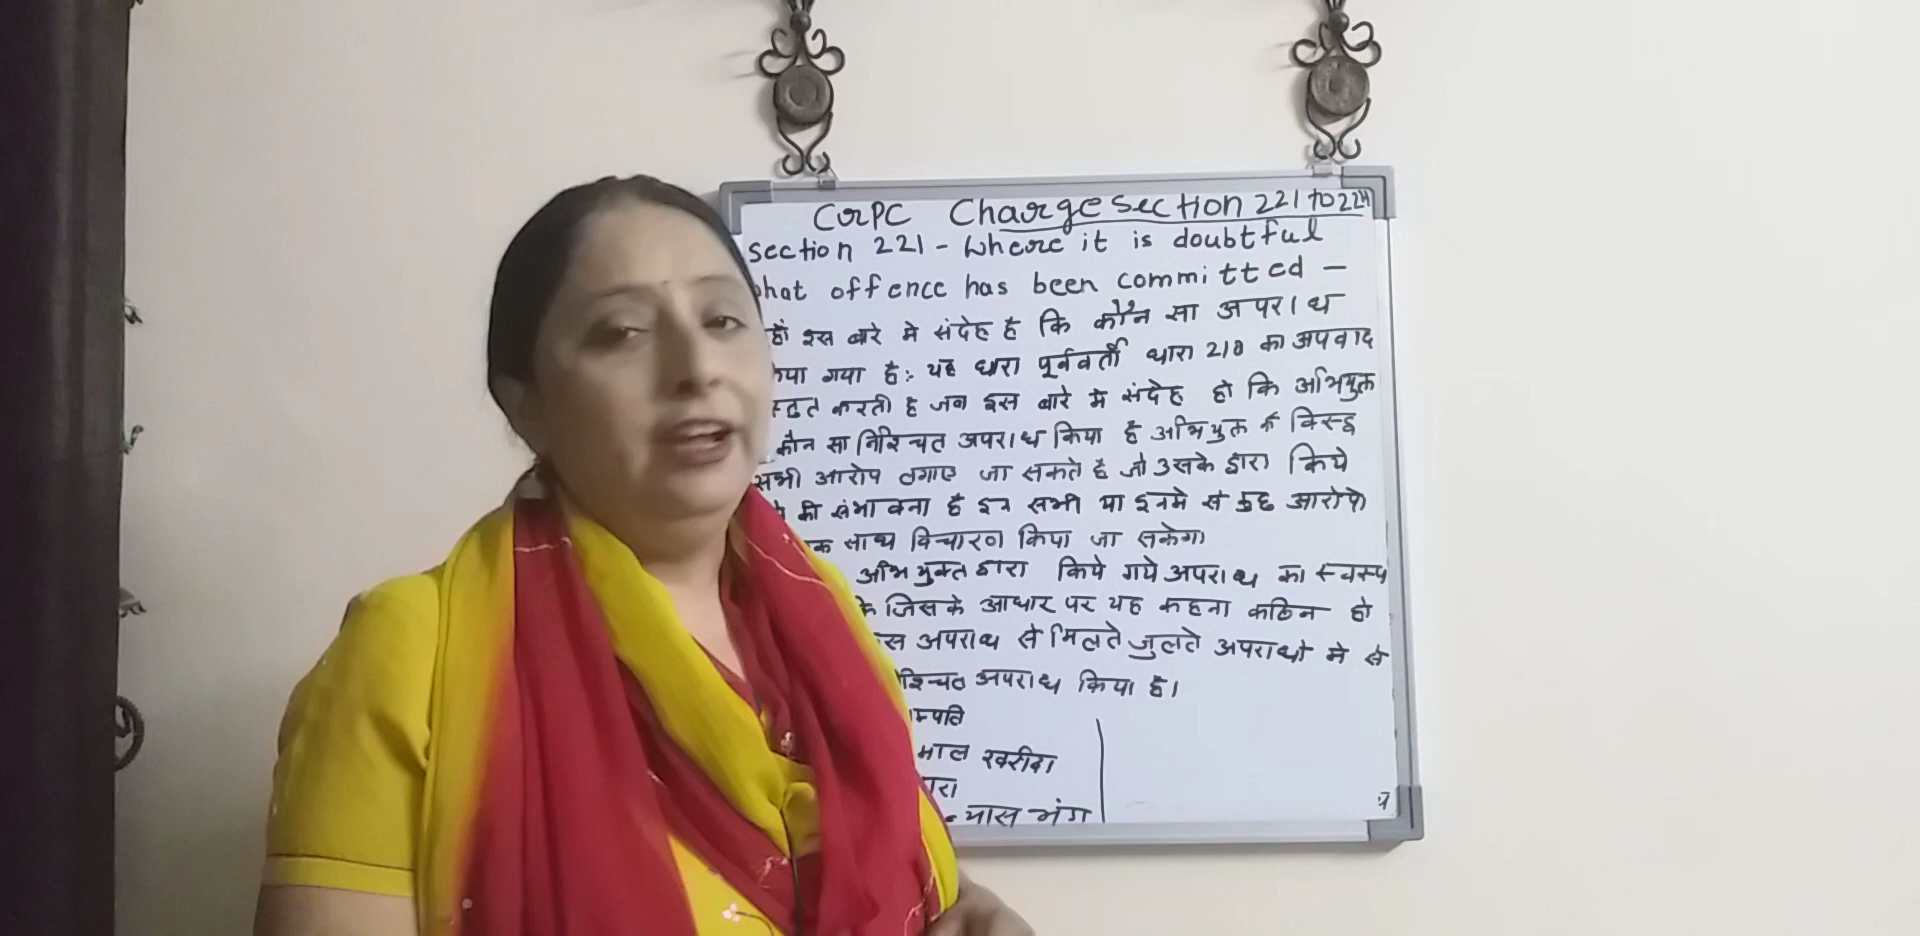 CrPC Charge Section 221 to 224
Section 221 - Where it is doubtful
what offence has been committed -
इस बारे मे संदेह है कि कौन सा अपराध
गया है:- यह धारा पूर्ववर्ती धारा 218 का अपवाद
करती है जब इस बारे मे संदेह हो कि अभियुक्त
कौन सा निश्चित अपराध किया है अभियुक्त के विरूद्ध
सभी आरोप लगाए जा सकते है जो उसके द्वारा किये
की संभावना है इन सभी या इनमे से कुछ आरोपो
साथ विचारण किया जा सकेगा
अभियुक्त द्वारा किये गये अपराध का स्वरूप
जिसके आधार पर यह कहना कठिन हो
अपराध से मिलते जुलते अपराधो मे से
अपराध किया है।
माल खरीदा
भंग